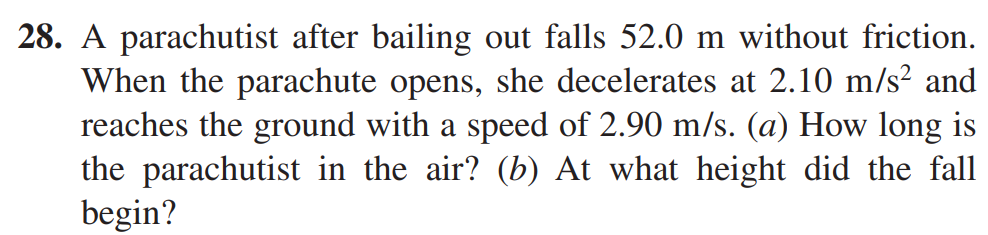 28. A parachutist after bailing out falls 52.0 m without friction.
When the parachute opens, she decelerates at 2.10 m/s² and
reaches the ground with a speed of 2.90 m/s. (a) How long is
the parachutist in the air? (b) At what height did the fall
begin?